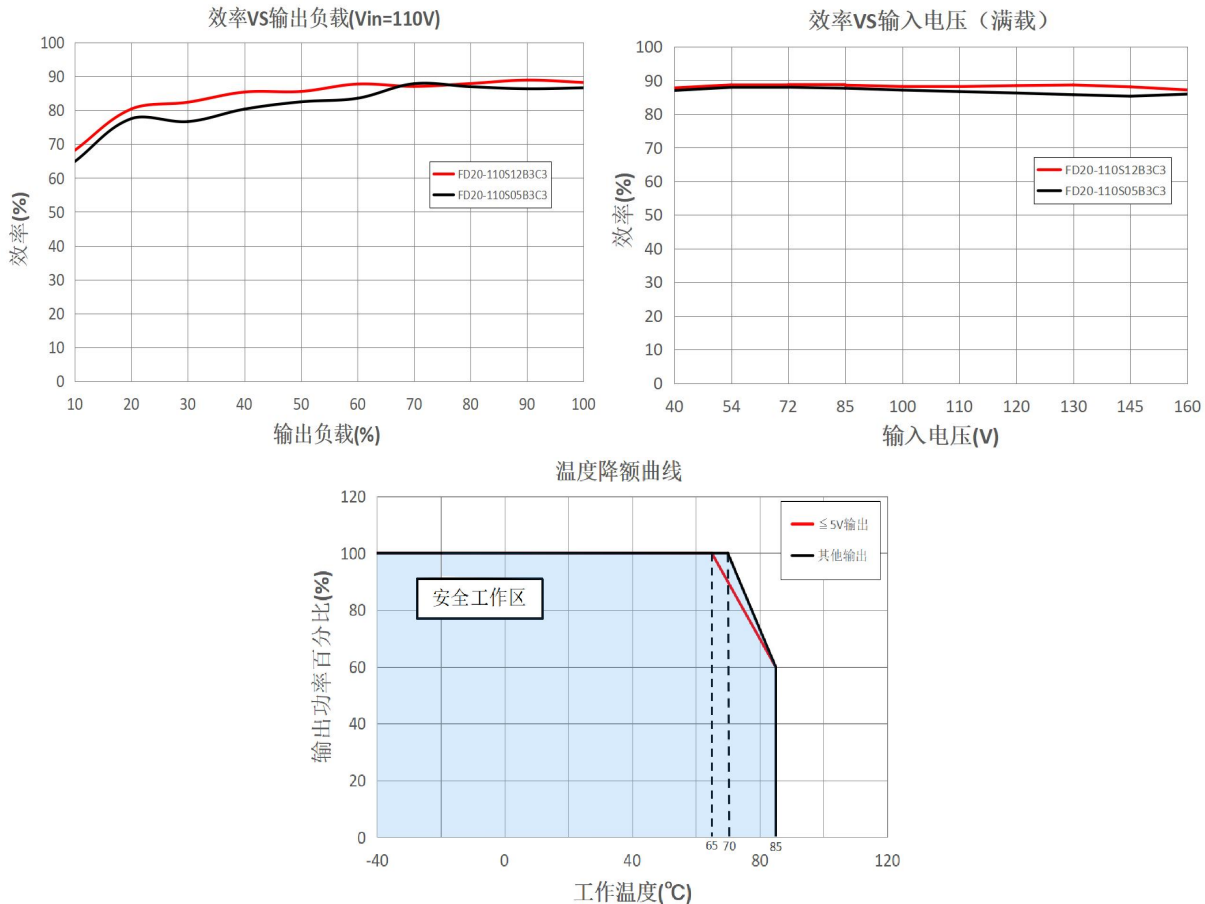 效率VS输出负载(Vin=110V)
100
90
80
70
60
50
40
30
20
10
0
效率(%)
FD20-110S12B3C3
FD20-110S05B3C3
10 20 30 40 50 60 70 80 90 100
输出负载(%)
效率VS输入电压（满载）
100
90
80
70
60
50
40
30
20
10
0
效率(%)
FD20-110S12B3C3
FD20-110S05B3C3
40 54 72 85 100 110 120 130 145 160
输入电压(V)
温度降额曲线
120
100
80
60
40
20
0
输出功率百分比(%)
≦5V输出
其他输出
安全工作区
65 70 85
-40 0 40 80 120
工作温度(℃)